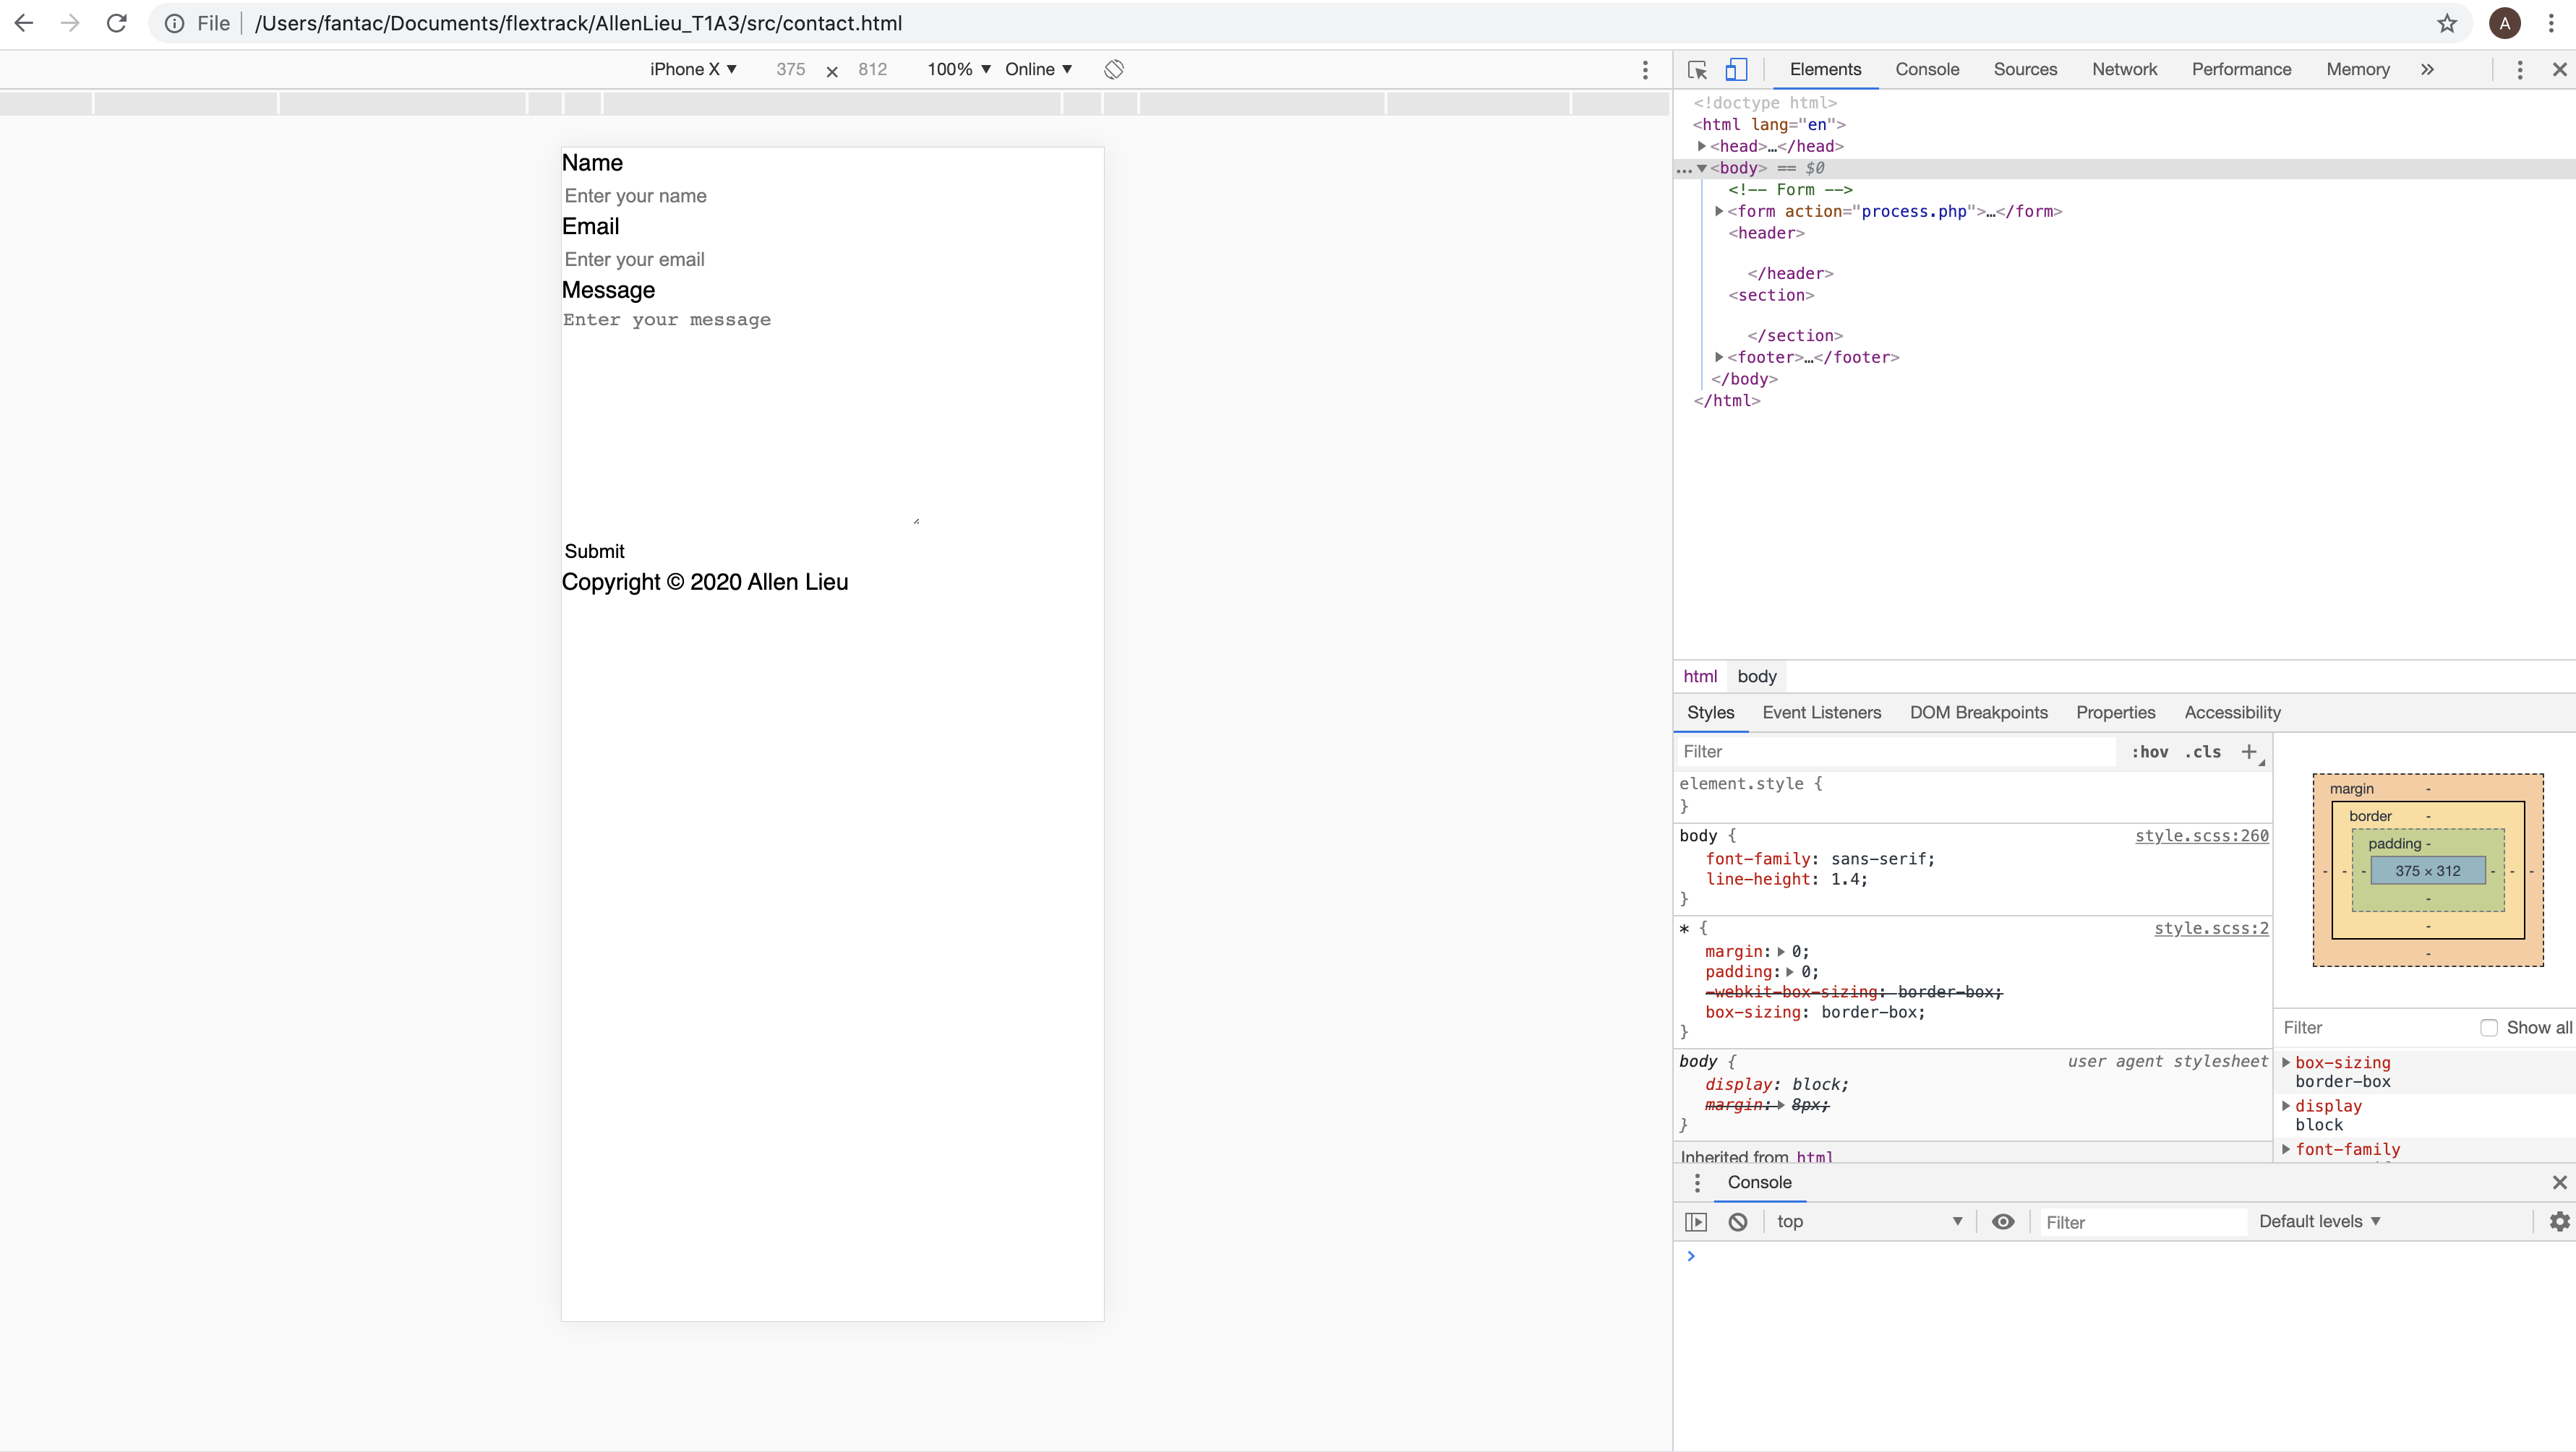 File /Users/fantac/Documents/flextrack/AllenLieu_T1A3/src/contact.html A
iPhone X 375 × 812 100% Online
Name
Enter your name
Email
Enter your email
Message
Enter your message
Submit
Copyright © 2020 Allen Lieu
Elements Console Sources Network Performance Memory
<!doctype html>
<html lang="en">
<head>…</head>
<body> == $0
<!-- Form -->
<form action="process.php">…</form>
<header>
</header>
<section>
</section>
<footer>…</footer>
</body>
</html>
html body
Styles Event Listeners DOM Breakpoints Properties Accessibility
Filter :hov .cls +
element.style {
}
body { style.scss:260
font-family: sans-serif;
line-height: 1.4;
}
* { style.scss:2
margin: 0;
padding: 0;
-webkit-box-sizing: border-box;
box-sizing: border-box;
}
body { user agent stylesheet
display: block;
margin: 8px;
}
Inherited from html
margin -
border -
padding -
- - - 375 × 312 - - -
-
-
-
Filter Show all
box-sizing
border-box
display
block
font-family
Console
top Filter Default levels